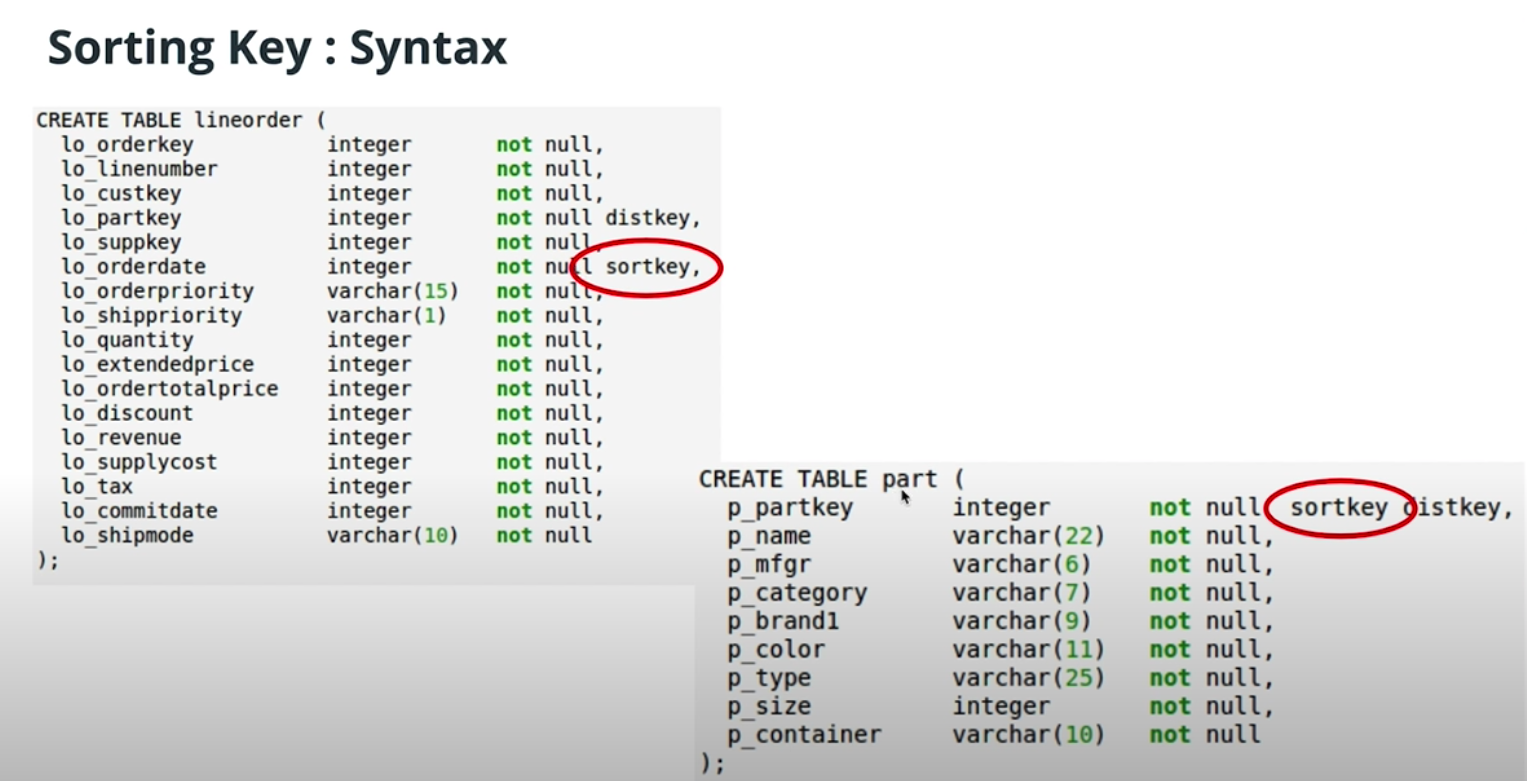 Sorting Key : Syntax
CREATE TABLE lineorder (
lo_orderkey integer not null,
lo_linenumber integer not null,
lo_custkey integer not null,
lo_partkey integer not null distkey,
lo_suppkey integer not null,
lo_orderdate integer not null sortkey,
lo_orderpriority varchar(15) not null,
lo_shippriority varchar(1) not null,
lo_quantity integer not null,
lo_extendedprice integer not null,
lo_ordertotalprice integer not null,
lo_discount integer not null,
lo_revenue integer not null,
lo_supplycost integer not null,
lo_tax integer not null,
lo_commitdate integer not null,
lo_shipmode varchar(10) not null
);
CREATE TABLE part (
p_partkey integer not null sortkey distkey,
p_name varchar(22) not null,
p_mfgr varchar(6) not null,
p_category varchar(7) not null,
p_brand1 varchar(9) not null,
p_color varchar(11) not null,
p_type varchar(25) not null,
p_size integer not null,
p_container varchar(10) not null
);